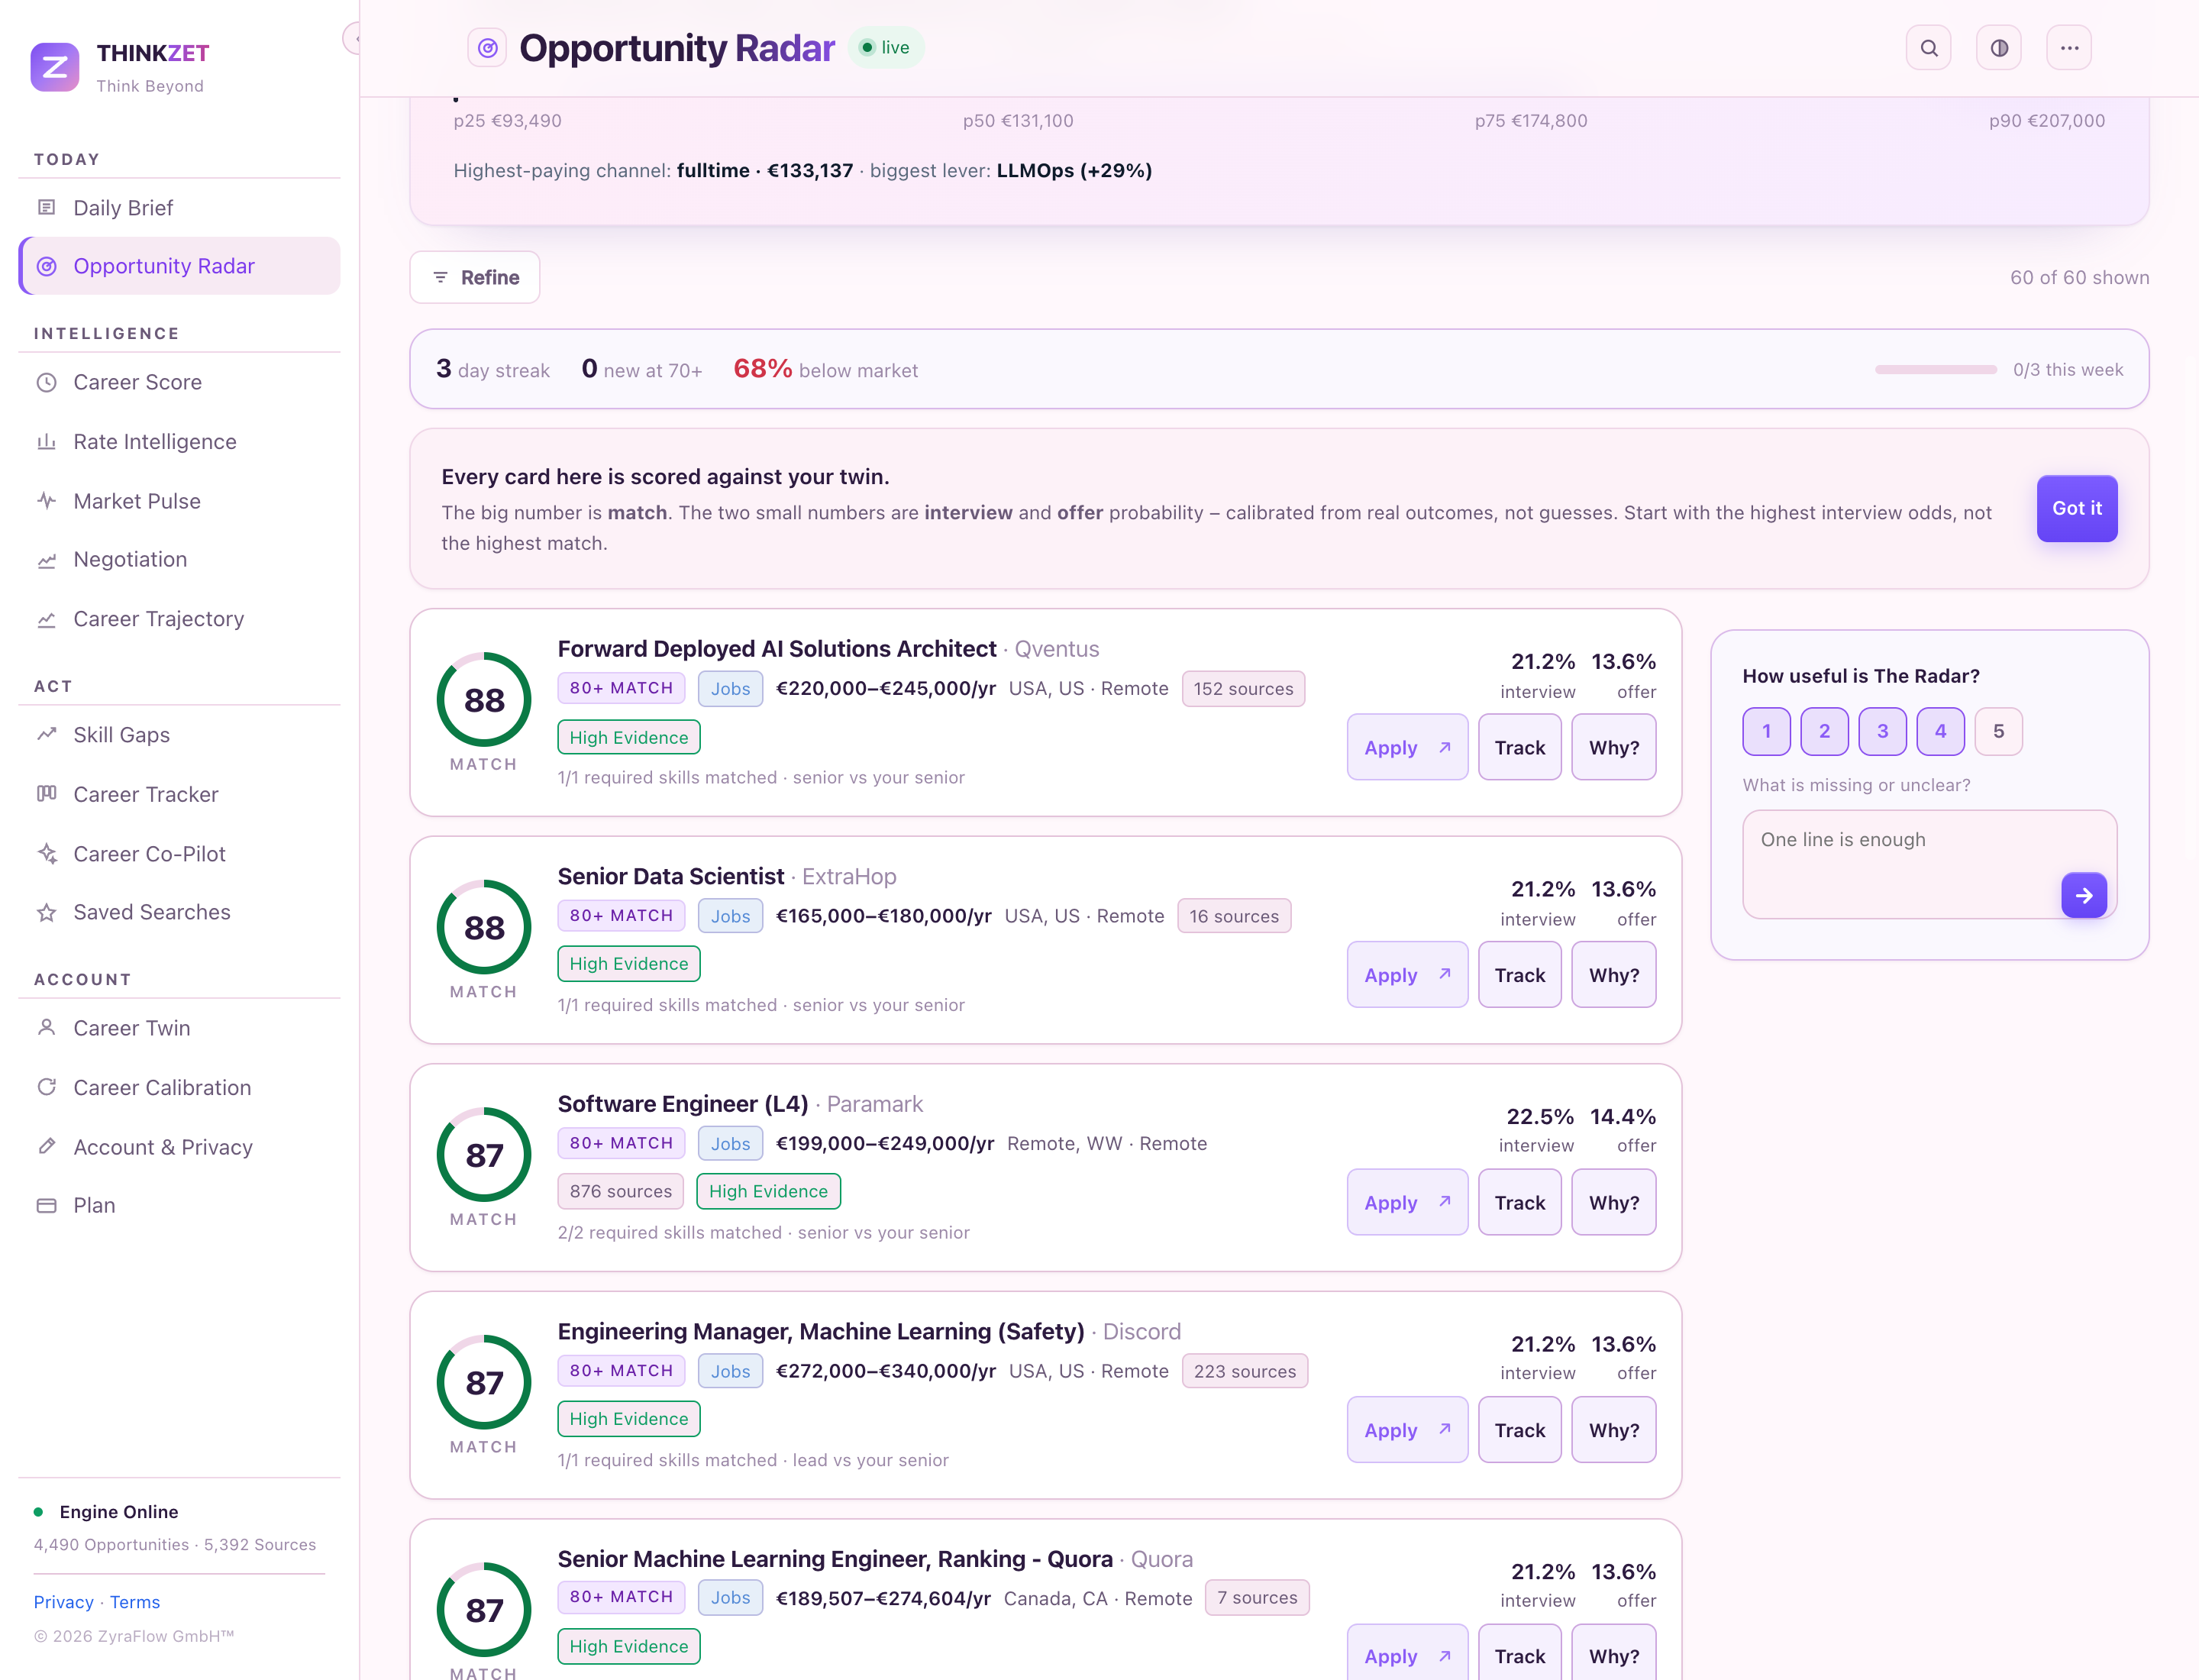 THINKZET
Think Beyond
TODAY
Daily Brief
Opportunity Radar
INTELLIGENCE
Career Score
Rate Intelligence
Market Pulse
Negotiation
Career Trajectory
ACT
Skill Gaps
Career Tracker
Career Co-Pilot
Saved Searches
ACCOUNT
Career Twin
Career Calibration
Account & Privacy
Plan
Engine Online
4,490 Opportunities · 5,392 Sources
Privacy · Terms
© 2026 ZyraFlow GmbH™
Opportunity Radar live
p25 €93,490 p50 €131,100 p75 €174,800 p90 €207,000
Highest-paying channel: fulltime · €133,137 · biggest lever: LLMOps (+29%)
Refine 60 of 60 shown
3 day streak 0 new at 70+ 68% below market 0/3 this week
Every card here is scored against your twin.
The big number is match. The two small numbers are interview and offer probability – calibrated from real outcomes, not guesses. Start with the highest interview odds, not
the highest match.
Got it
88
MATCH
Forward Deployed AI Solutions Architect · Qventus
80+ MATCH Jobs €220,000–€245,000/yr USA, US · Remote 152 sources
High Evidence
1/1 required skills matched · senior vs your senior
21.2% 13.6%
interview offer
Apply Track Why?
88
MATCH
Senior Data Scientist · ExtraHop
80+ MATCH Jobs €165,000–€180,000/yr USA, US · Remote 16 sources
High Evidence
1/1 required skills matched · senior vs your senior
21.2% 13.6%
interview offer
Apply Track Why?
87
MATCH
Software Engineer (L4) · Paramark
80+ MATCH Jobs €199,000–€249,000/yr Remote, WW · Remote
876 sources High Evidence
2/2 required skills matched · senior vs your senior
22.5% 14.4%
interview offer
Apply Track Why?
87
MATCH
Engineering Manager, Machine Learning (Safety) · Discord
80+ MATCH Jobs €272,000–€340,000/yr USA, US · Remote 223 sources
High Evidence
1/1 required skills matched · lead vs your senior
21.2% 13.6%
interview offer
Apply Track Why?
87
MATCH
Senior Machine Learning Engineer, Ranking - Quora · Quora
80+ MATCH Jobs €189,507–€274,604/yr Canada, CA · Remote 7 sources
High Evidence
21.2% 13.6%
interview offer
Apply Track Why?
How useful is The Radar?
1 2 3 4 5
What is missing or unclear?
One line is enough